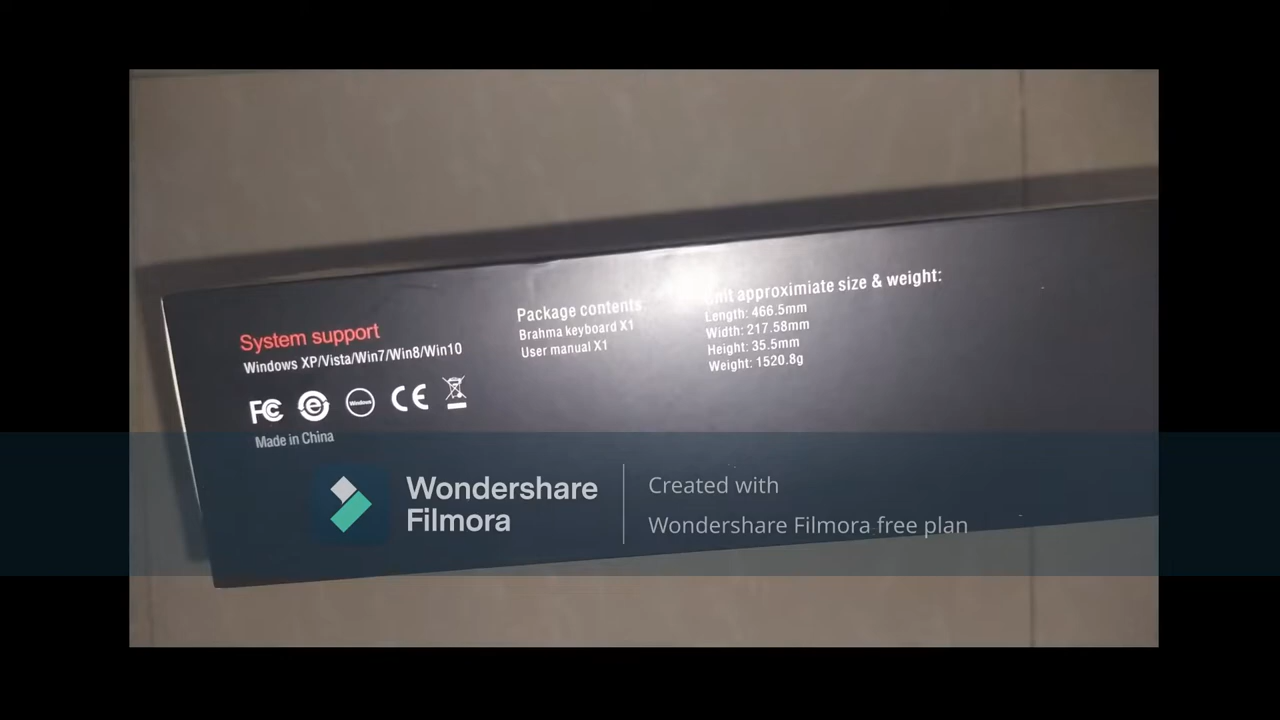 System support
Windows XP/Vista/Win7/Win8/Win10
FC
e
Windows
CE
Made in China
Package contents
Brahma keyboard X1
User manual X1
Unit approximiate size & weight:
Length: 466.5mm
Width: 217.58mm
Height: 35.5mm
Weight: 1520.8g
Wondershare
Filmora
Created with
Wondershare Filmora free plan